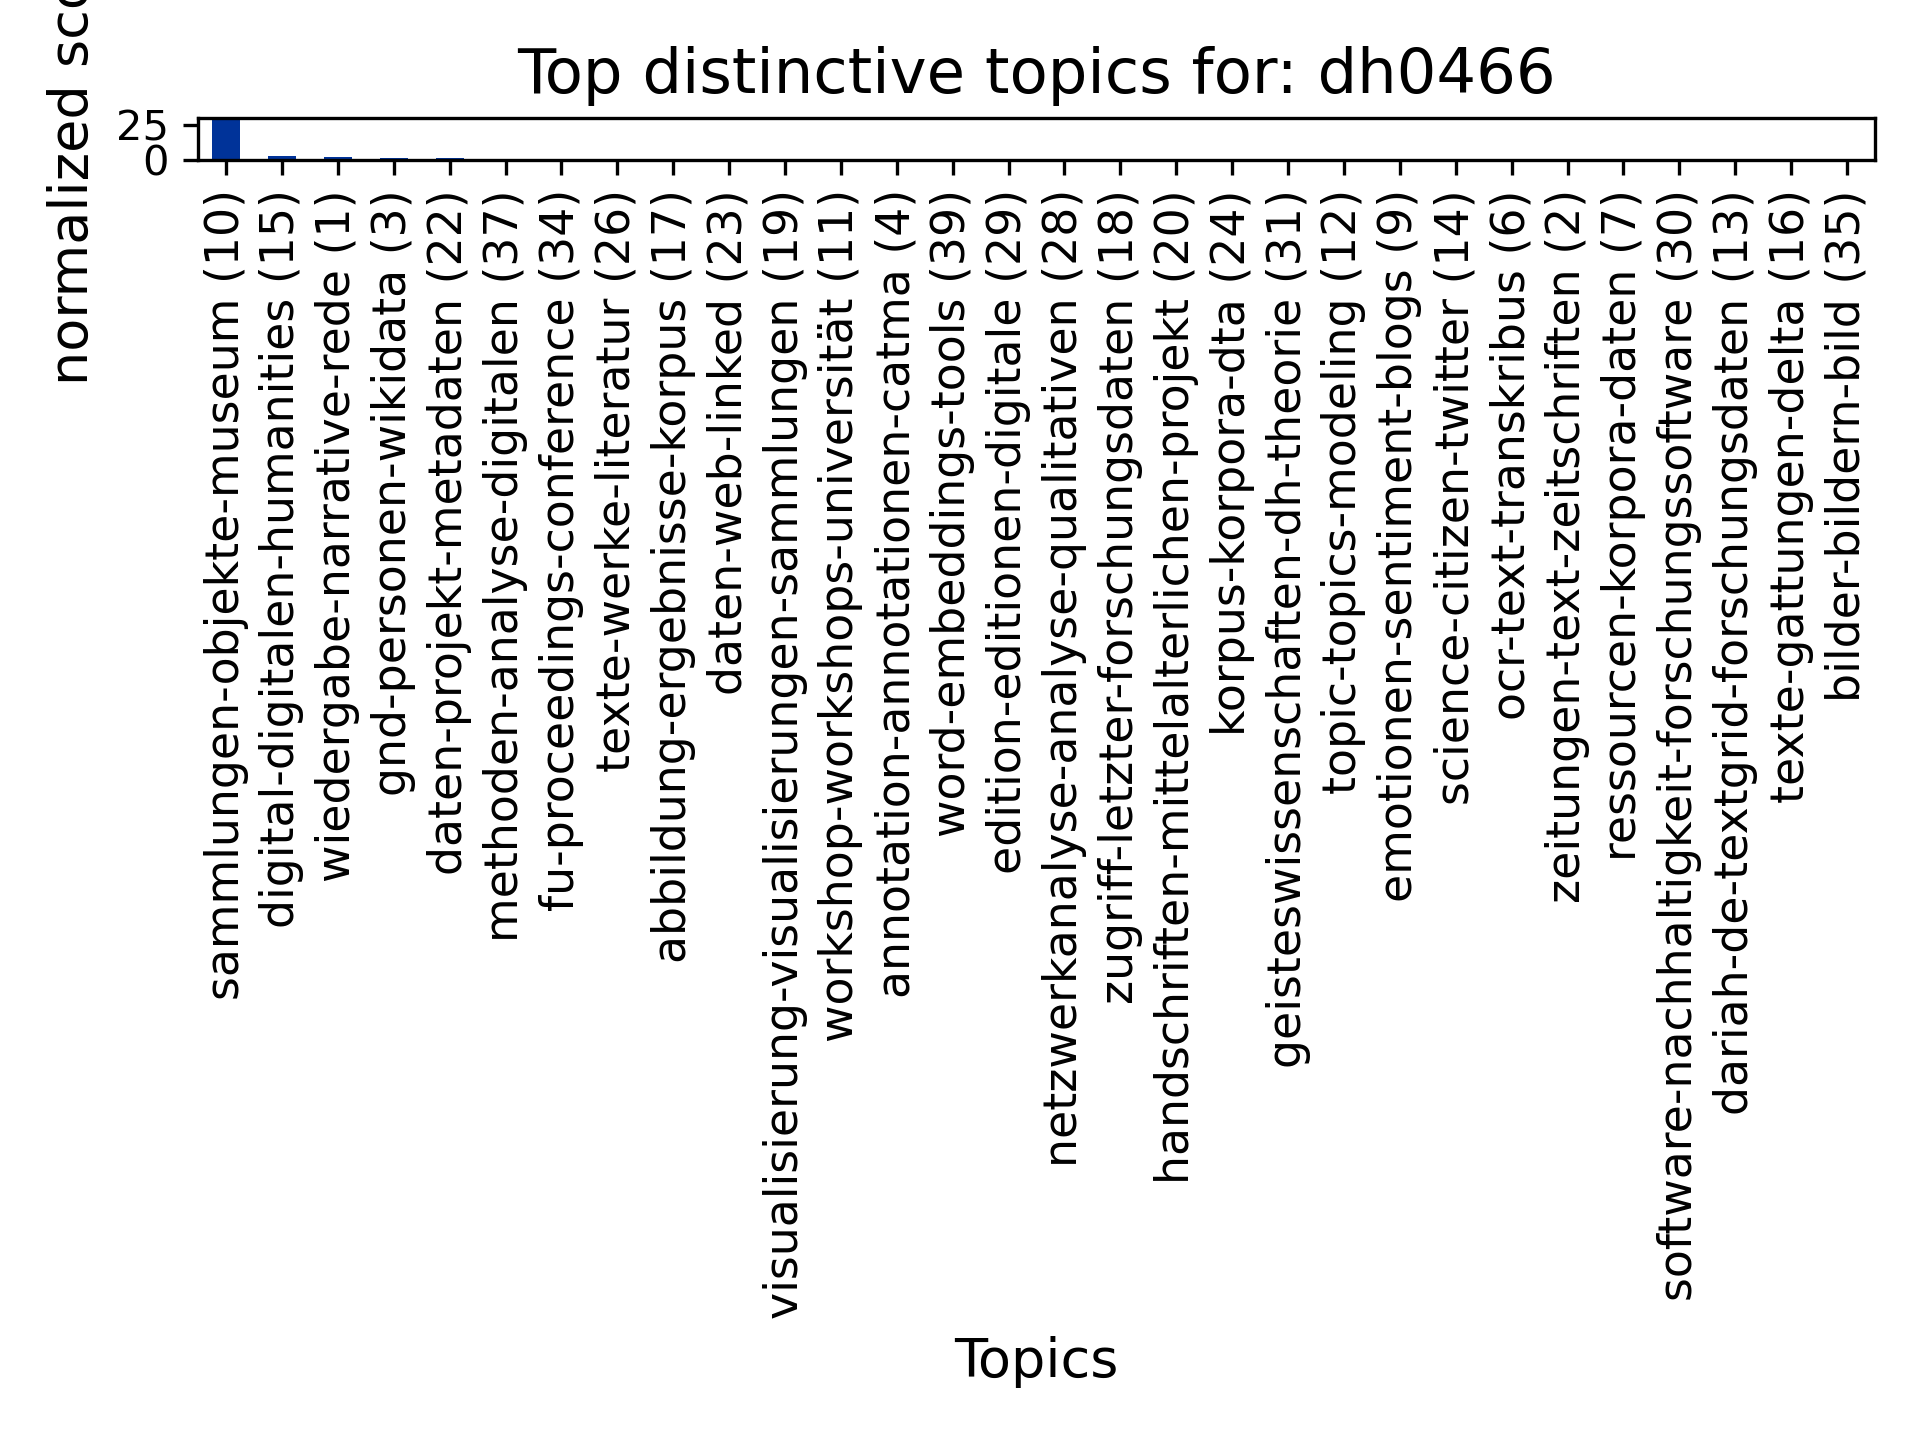 Top distinctive topics for: dh0466
normalized
25
0
sammlungen-objekte-museum (10)
digital-digitalen-humanities (15)
wiedergabe-narrative-rede (1)
gnd-personen-wikidata (3)
daten-projekt-metadaten (22)
methoden-analyse-digitalen (37)
fu-proceedings-conference (34)
texte-werke-literatur (26)
abbildung-ergebnisse-korpus (17)
daten-web-linked (23)
visualisierung-visualisierungen-sammlungen (19)
workshop-workshops-universität (11)
annotation-annotationen-catma (4)
word-embeddings-tools (39)
edition-editionen-digitale (29)
netzwerkanalyse-analyse-qualitativen (28)
zugriff-letzter-forschungsdaten (18)
handschriften-mittelalterlichen-projekt (20)
korpus-korpora-dta (24)
geisteswissenschaften-dh-theorie (31)
topic-topics-modeling (12)
emotionen-sentiment-blogs (9)
science-citizen-twitter (14)
ocr-text-transkribus (6)
zeitungen-text-zeitschriften (2)
ressourcen-korpora-daten (7)
software-nachhaltigkeit-forschungssoftware (30)
dariah-de-textgrid-forschungsdaten (13)
texte-gattungen-delta (16)
bilder-bildern-bild (35)
Topics